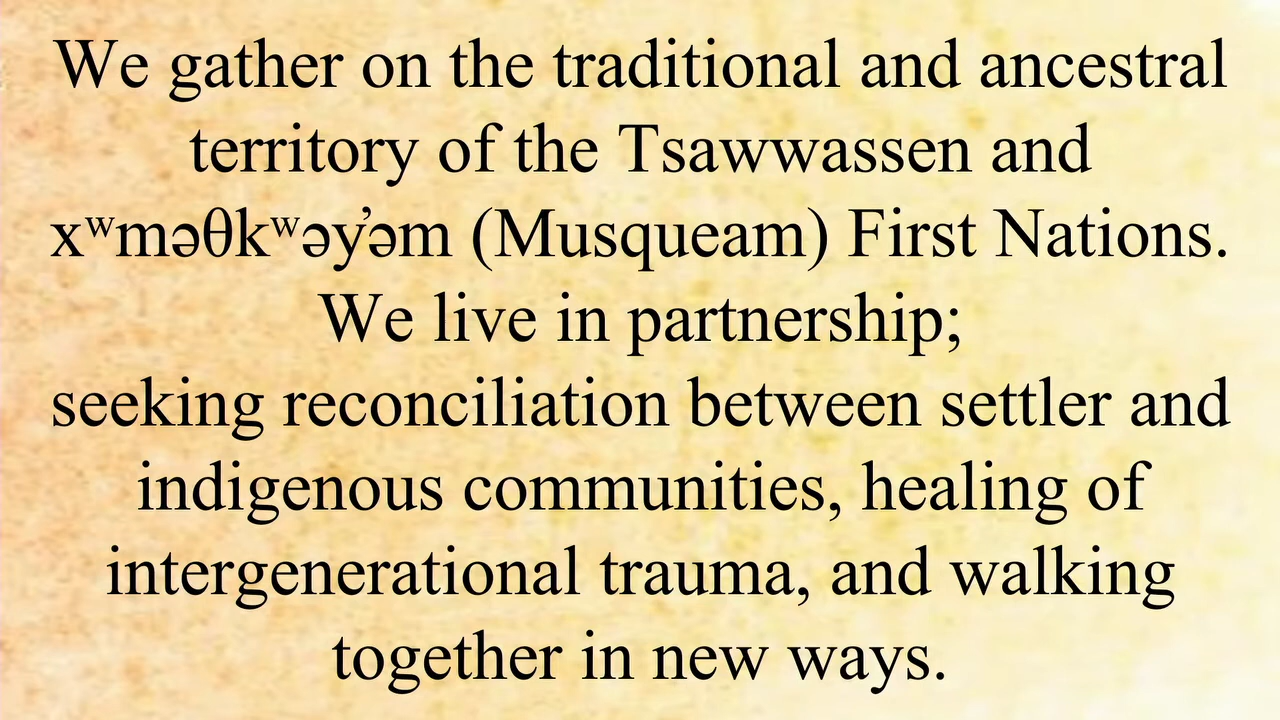 We gather on the traditional and ancestral
territory of the Tsawwassen and
xʷməθkʷəy̓əm (Musqueam) First Nations.
We live in partnership;
seeking reconciliation between settler and
indigenous communities, healing of
intergenerational trauma, and walking
together in new ways.